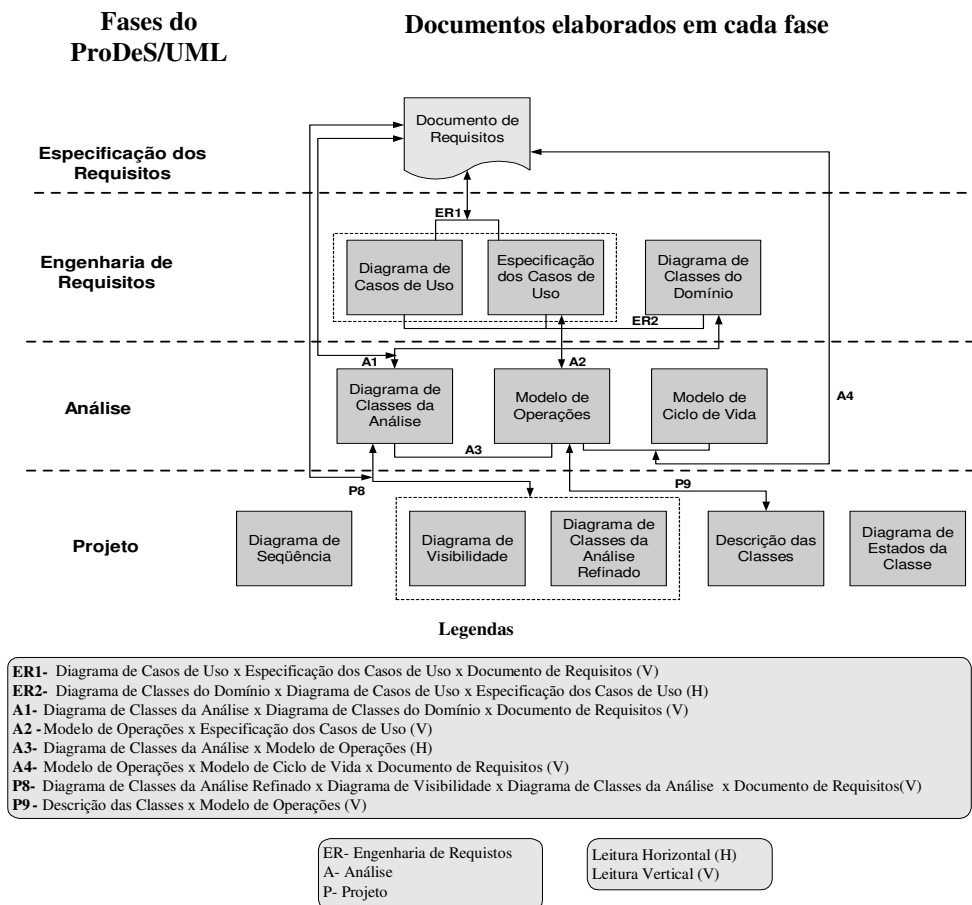 Fases do
ProDeS/UML
Documentos elaborados em cada fase
Especificação dos
Requisitos
Documento de
Requisitos
ER1
Engenharia de
Requisitos
Diagrama de
Casos de Uso
Especificação
dos Casos de
Uso
Diagrama de
Classes do
Domínio
ER2
A1
A2
Análise
Diagrama de
Classes da
Análise
Modelo de
Operações
Modelo de
Ciclo de Vida
A4
A3
P8
P9
Projeto
Diagrama de
Seqüência
Diagrama de
Visibilidade
Diagrama de
Classes da
Análise
Refinado
Descrição das
Classes
Diagrama de
Estados da
Classe
Legendas
ER1- Diagrama de Casos de Uso x Especificação dos Casos de Uso x Documento de Requisitos (V)
ER2- Diagrama de Classes do Domínio x Diagrama de Casos de Uso x Especificação dos Casos de Uso (H)
A1- Diagrama de Classes da Análise x Diagrama de Classes do Domínio x Documento de Requisitos (V)
A2 - Modelo de Operações x Especificação dos Casos de Uso (V)
A3- Diagrama de Classes da Análise x Modelo de Operações (H)
A4- Modelo de Operações x Modelo de Ciclo de Vida x Documento de Requisitos (V)
P8- Diagrama de Classes da Análise Refinado x Diagrama de Visibilidade x Diagrama de Classes da Análise x Documento de Requisitos(V)
P9 - Descrição das Classes x Modelo de Operações (V)
ER- Engenharia de Requistos
A- Análise
P- Projeto
Leitura Horizontal (H)
Leitura Vertical (V)